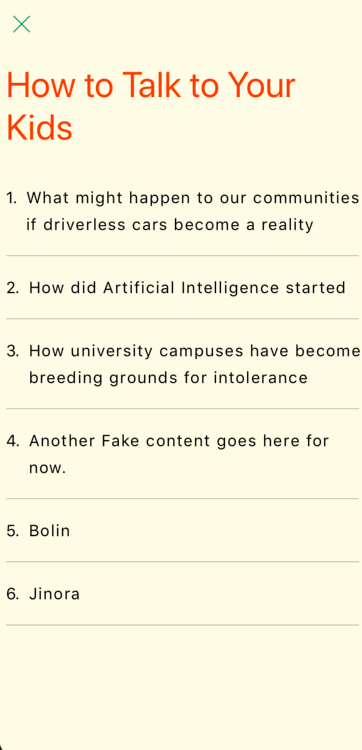 How to Talk to Your
Kids
1. What might happen to our communities
if driverless cars become a reality
2. How did Artificial Intelligence started
3. How university campuses have become
breeding grounds for intolerance
4. Another Fake content goes here for
now.
5. Bolin
6. Jinora